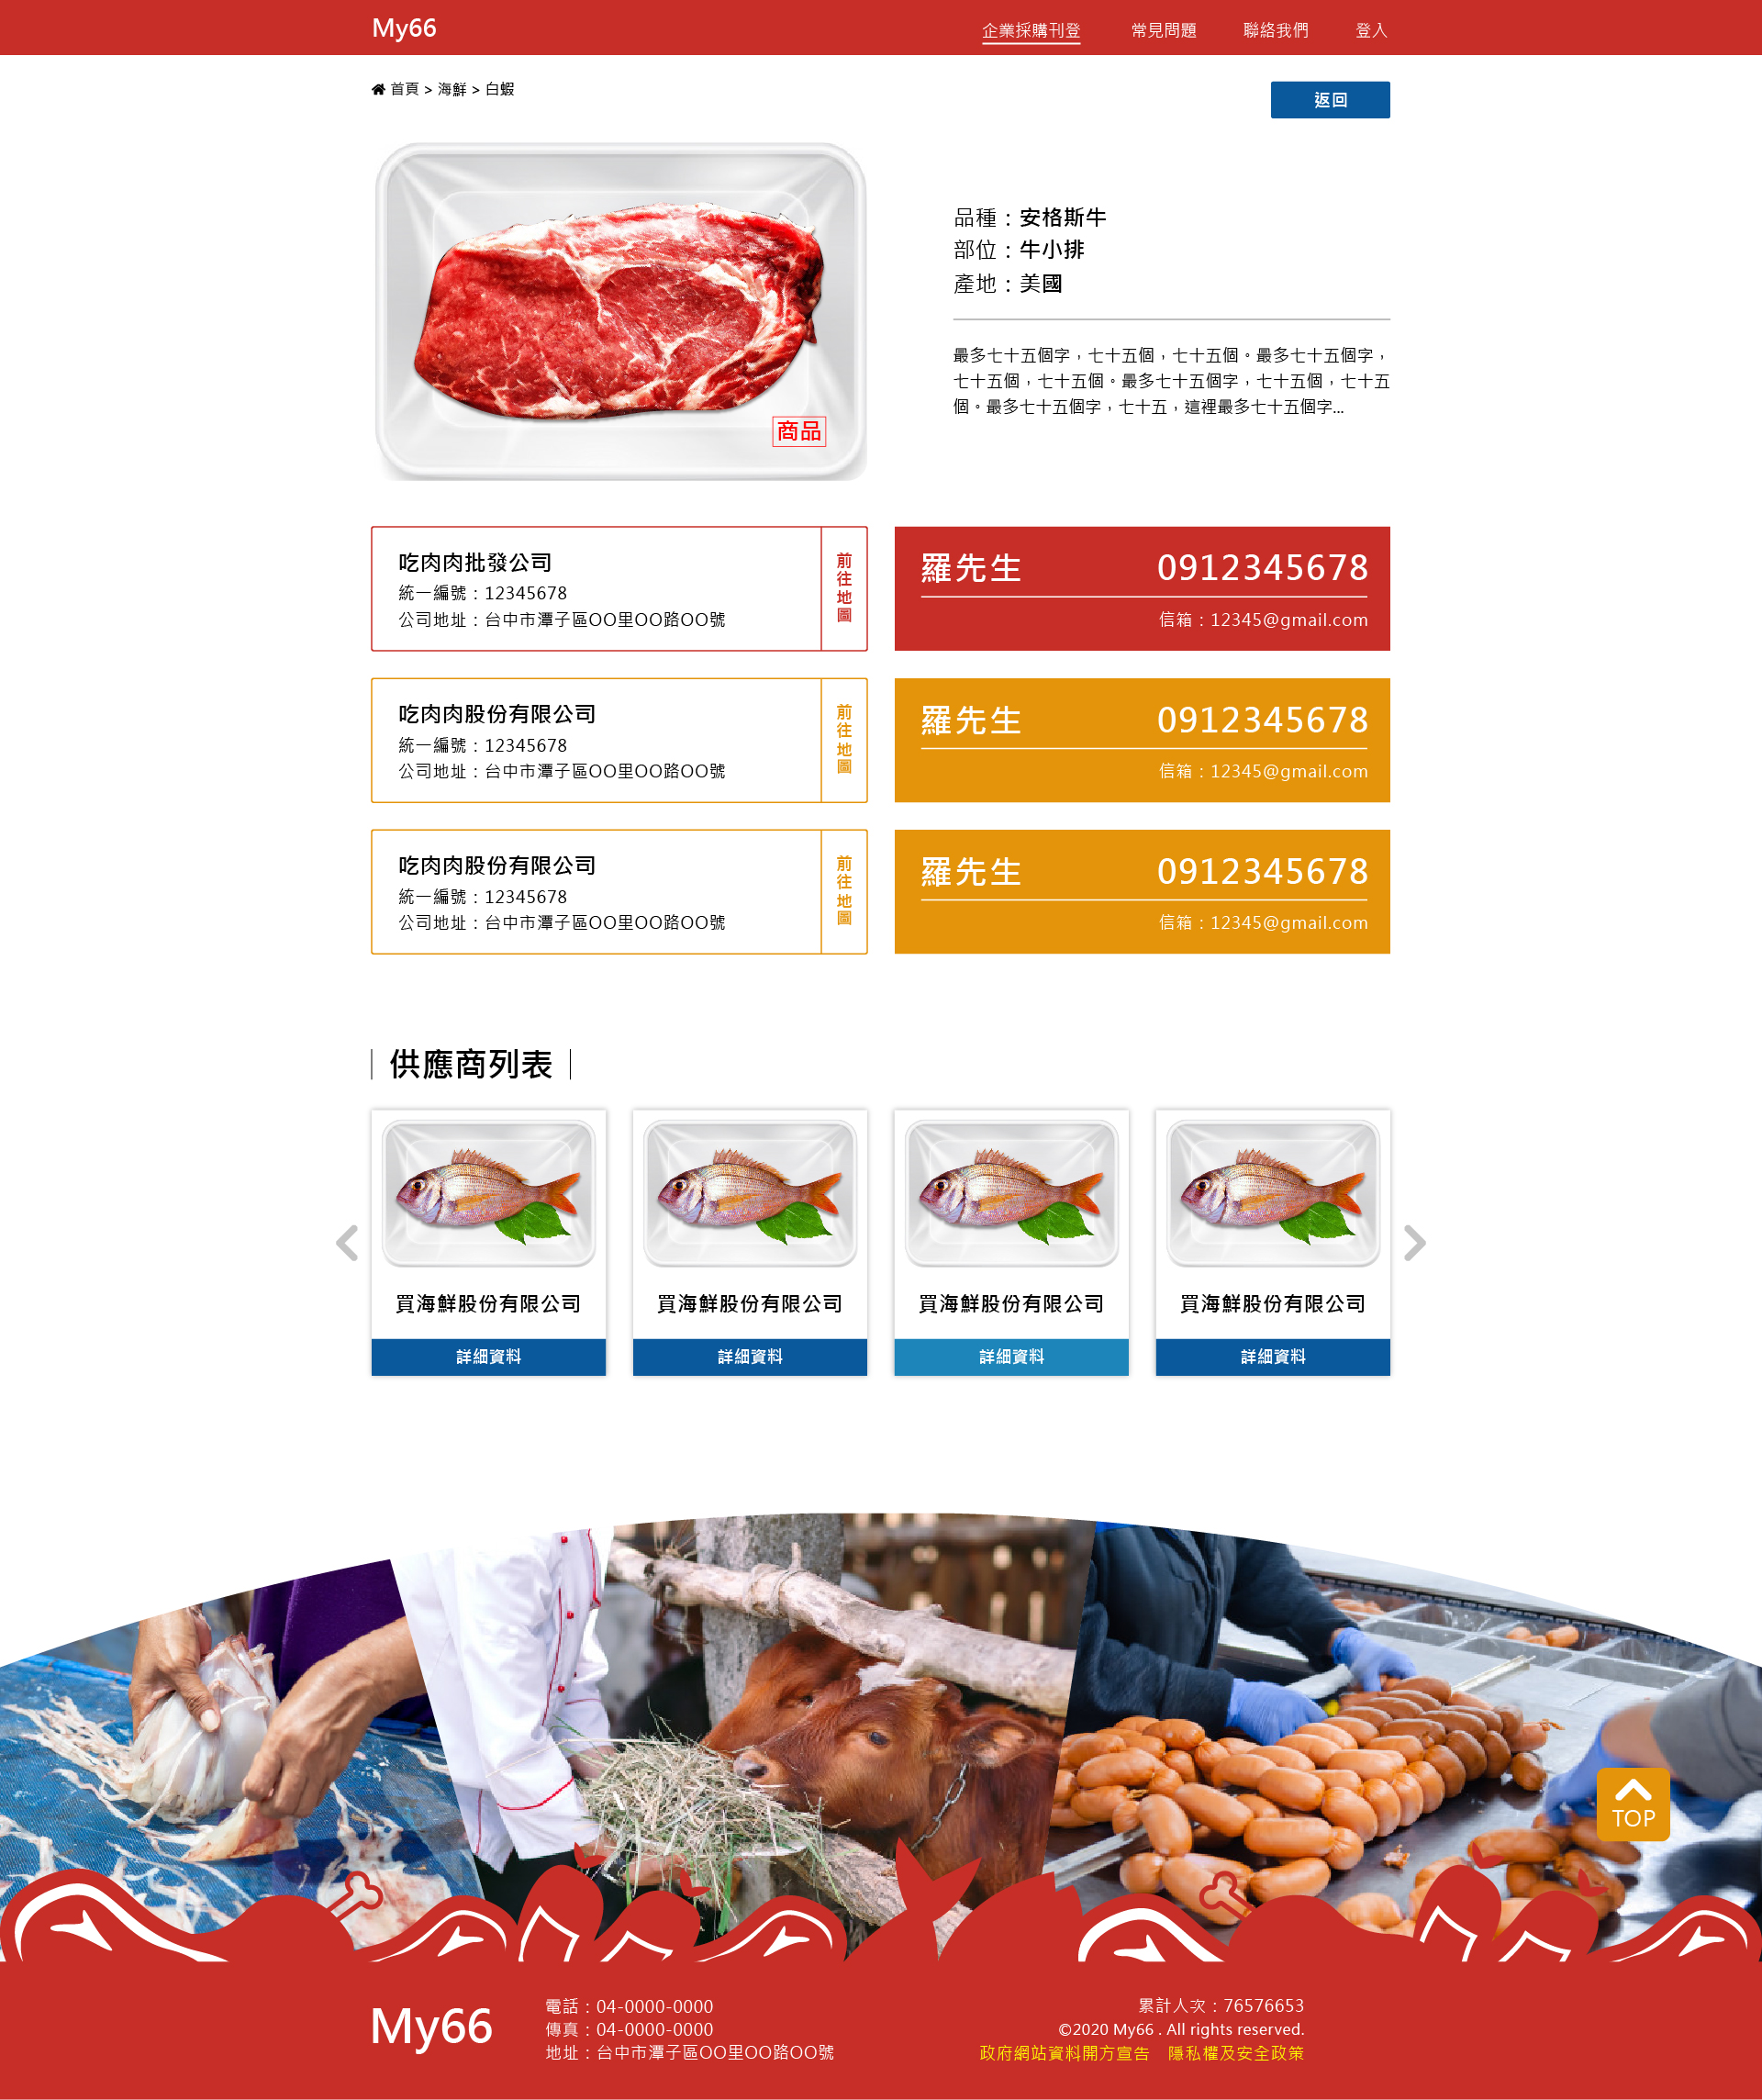 My66
企業採購刊登 常見問題 聯絡我們 登入
首頁 > 海鮮 > 白蝦
返回
品種：安格斯牛
部位：牛小排
產地：美國
最多七十五個字，七十五個，七十五個。最多七十五個字，
七十五個，七十五個。最多七十五個字，七十五個，七十五
個。最多七十五個字，七十五，這裡最多七十五個字...
商品
吃肉肉批發公司
統一編號：12345678
公司地址：台中市潭子區OO里OO路OO號
前往地圖
羅先生 0912345678
信箱：12345@gmail.com
吃肉肉股份有限公司
統一編號：12345678
公司地址：台中市潭子區OO里OO路OO號
前往地圖
羅先生 0912345678
信箱：12345@gmail.com
吃肉肉股份有限公司
統一編號：12345678
公司地址：台中市潭子區OO里OO路OO號
前往地圖
羅先生 0912345678
信箱：12345@gmail.com
供應商列表
買海鮮股份有限公司 買海鮮股份有限公司 買海鮮股份有限公司 買海鮮股份有限公司
詳細資料 詳細資料 詳細資料 詳細資料
TOP
My66
電話：04-0000-0000
傳真：04-0000-0000
地址：台中市潭子區OO里OO路OO號
累計人次：76576653
©2020 My66 . All rights reserved.
政府網站資料開方宣告 隱私權及安全政策